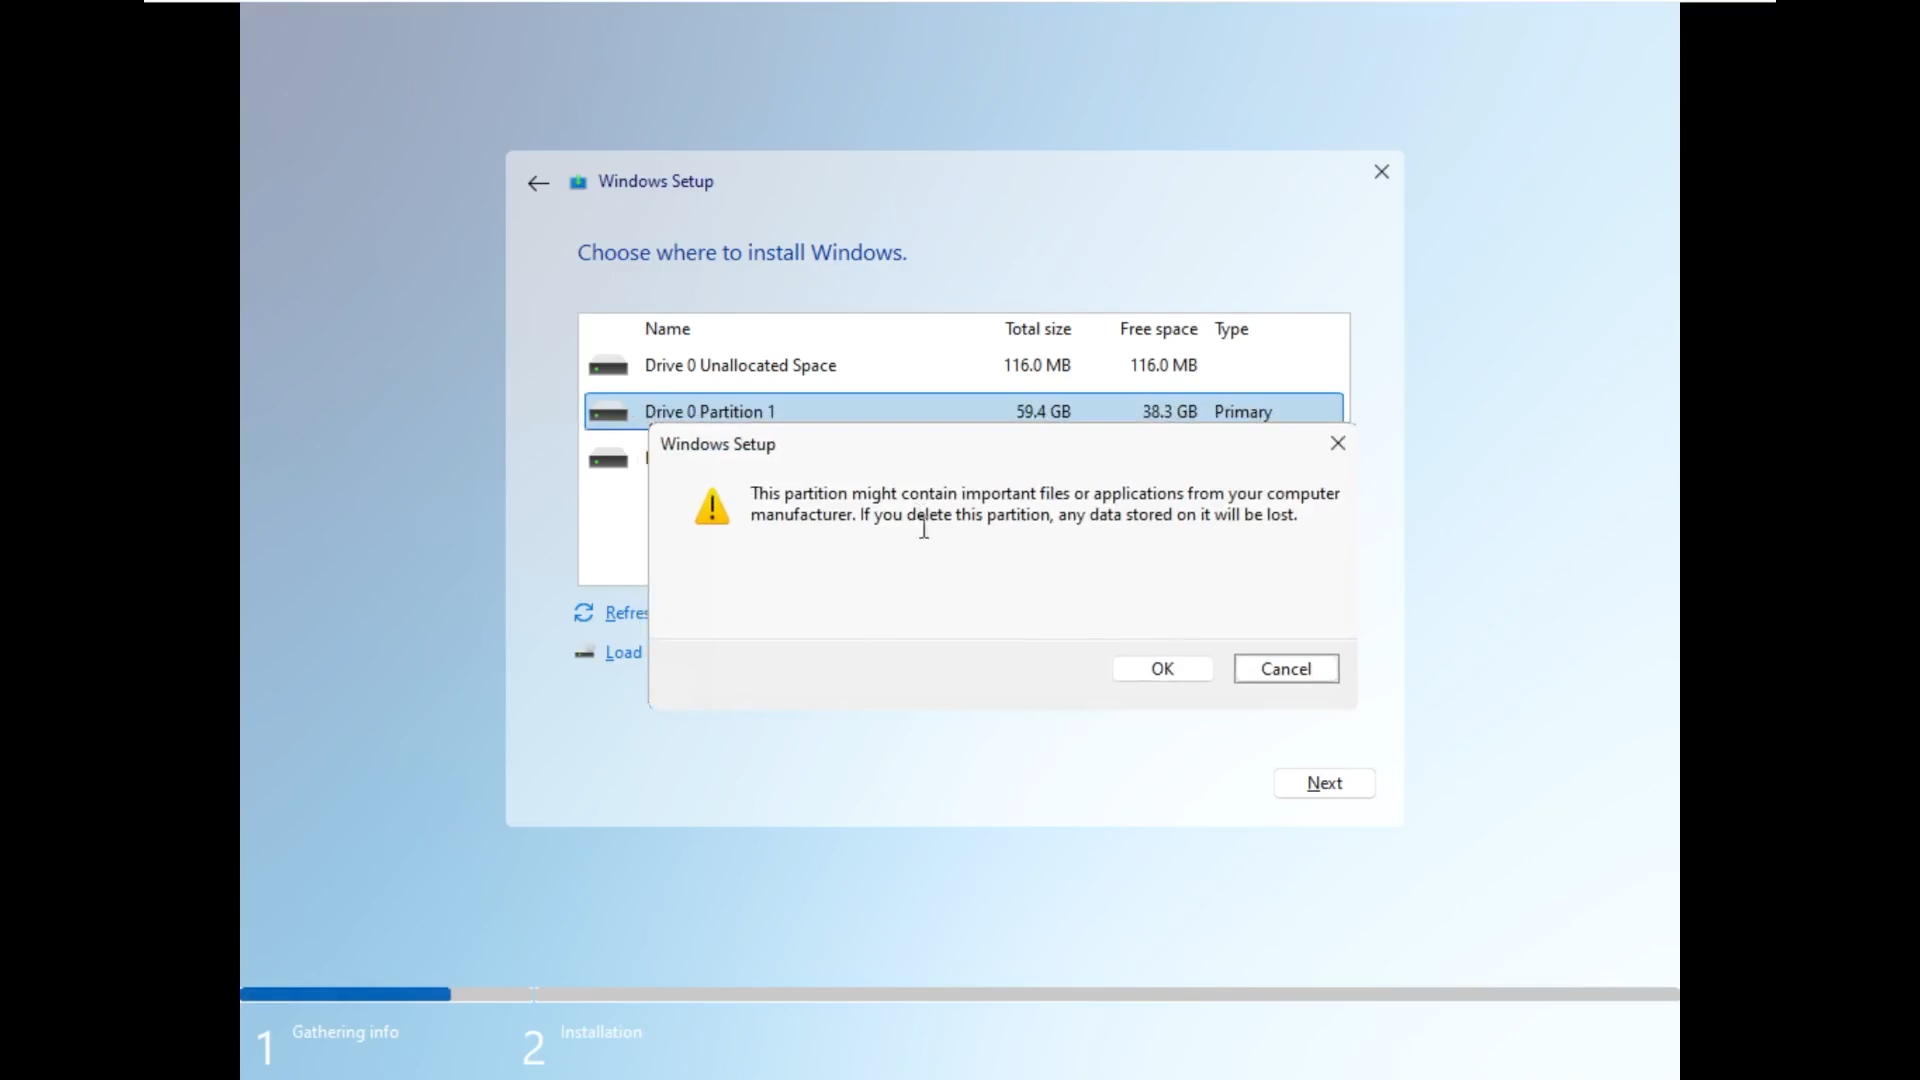 Windows Setup
Choose where to install Windows.
Name Total size Free space Type
Drive 0 Unallocated Space 116.0 MB 116.0 MB
Drive 0 Partition 1 59.4 GB 38.3 GB Primary
Windows Setup
This partition might contain important files or applications from your computer
manufacturer. If you delete this partition, any data stored on it will be lost.
OK Cancel
Refres
Load
Next
1 Gathering info 2 Installation